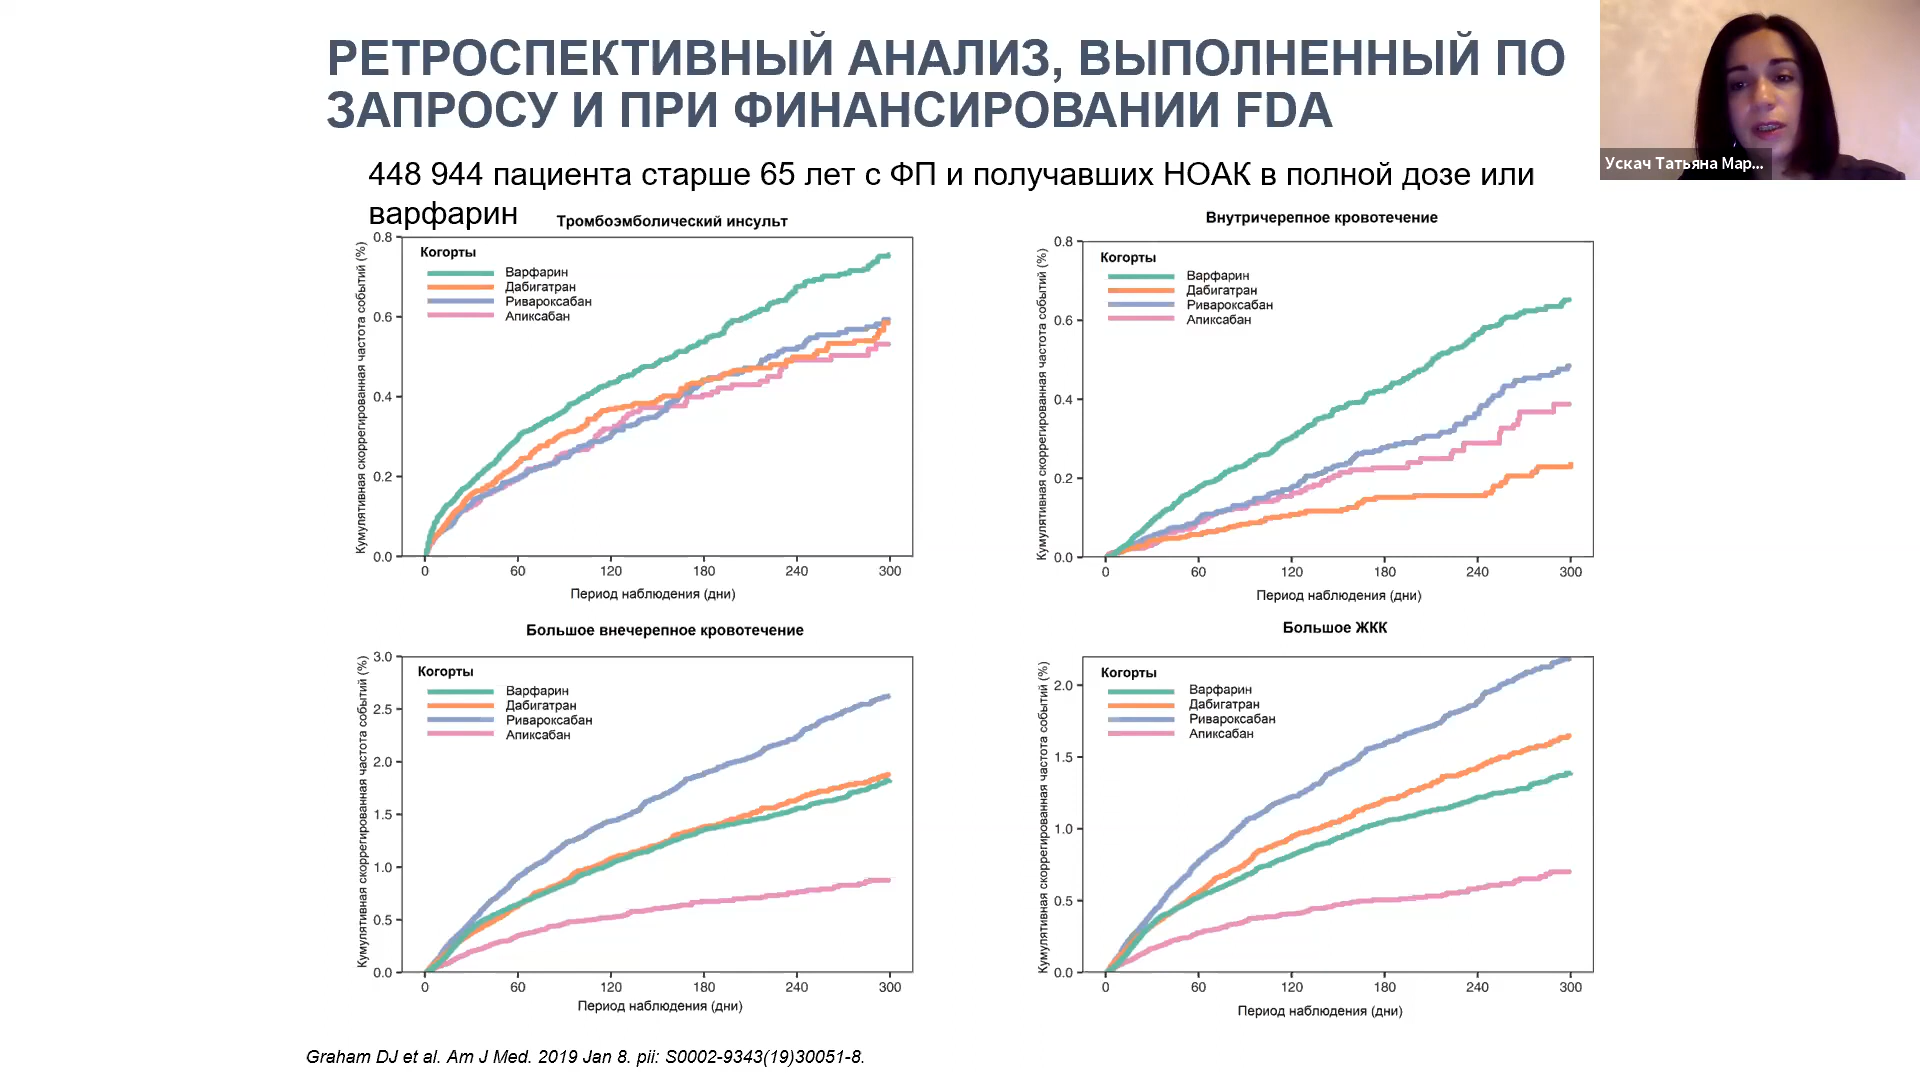 РЕТРОСПЕКТИВНЫЙ АНАЛИЗ, ВЫПОЛНЕННЫЙ ПО
ЗАПРОСУ И ПРИ ФИНАНСИРОВАНИИ FDA
Ускач Татьяна Мар...
448 944 пациента старше 65 лет с ФП и получавших НОАК в полной дозе или
варфарин
Тромбоэмболический инсульт
Кумулятивная скоррегированная частота событий (%)
0.8
0.6
0.4
0.2
0.0
Когорты
Варфарин
Дабигатран
Ривароксабан
Апиксабан
0 60 120 180 240 300
Период наблюдения (дни)
Внутричерепное кровотечение
Кумулятивная скоррегированная частота событий (%)
0.8
0.6
0.4
0.2
0.0
Когорты
Варфарин
Дабигатран
Ривароксабан
Апиксабан
0 60 120 180 240 300
Период наблюдения (дни)
Большое внечерепное кровотечение
Кумулятивная скоррегированная частота событий (%)
3.0
2.5
2.0
1.5
1.0
0.5
0.0
Когорты
Варфарин
Дабигатран
Ривароксабан
Апиксабан
0 60 120 180 240 300
Период наблюдения (дни)
Большое ЖКК
Кумулятивная скоррегированная частота событий (%)
2.0
1.5
1.0
0.5
0.0
Когорты
Варфарин
Дабигатран
Ривароксабан
Апиксабан
0 60 120 180 240 300
Период наблюдения (дни)
Graham DJ et al. Am J Med. 2019 Jan 8. pii: S0002-9343(19)30051-8.